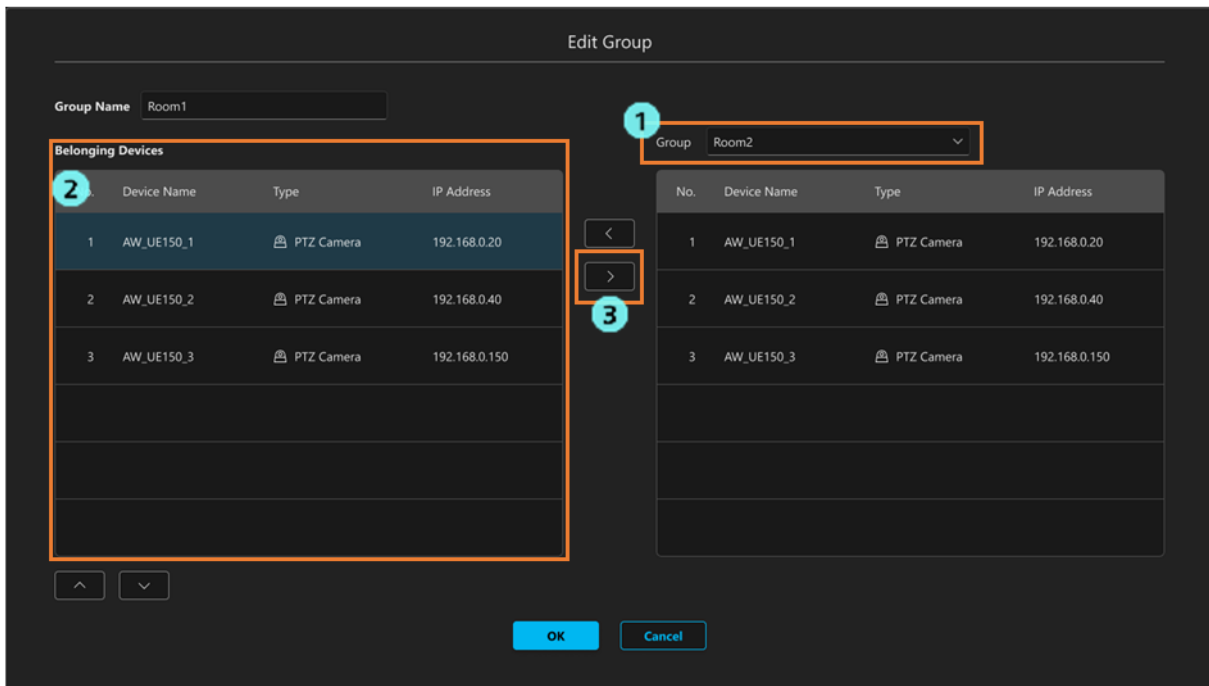 Edit Group
Group Name Room1
1
Group Room2
Belonging Devices
2 . Device Name Type IP Address
No. Device Name Type IP Address
1 AW_UE150_1 PTZ Camera 192.168.0.20
2 AW_UE150_2 PTZ Camera 192.168.0.40
3 AW_UE150_3 PTZ Camera 192.168.0.150
<
>
3
1 AW_UE150_1 PTZ Camera 192.168.0.20
2 AW_UE150_2 PTZ Camera 192.168.0.40
3 AW_UE150_3 PTZ Camera 192.168.0.150
OK Cancel